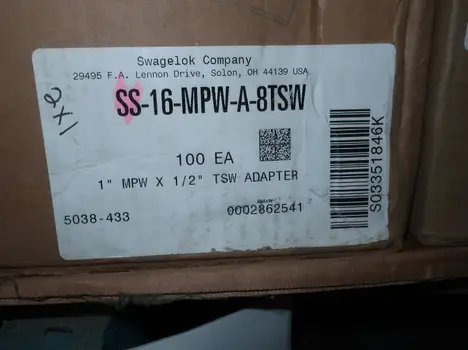 Swagelok Company
29495 F.A. Lennon Drive, Solon, OH 44139 USA
SS-16-MPW-A-8TSW
100 EA
1" MPW X 1/2" TSW ADAPTER
5038-433
0002862541
S03351846K